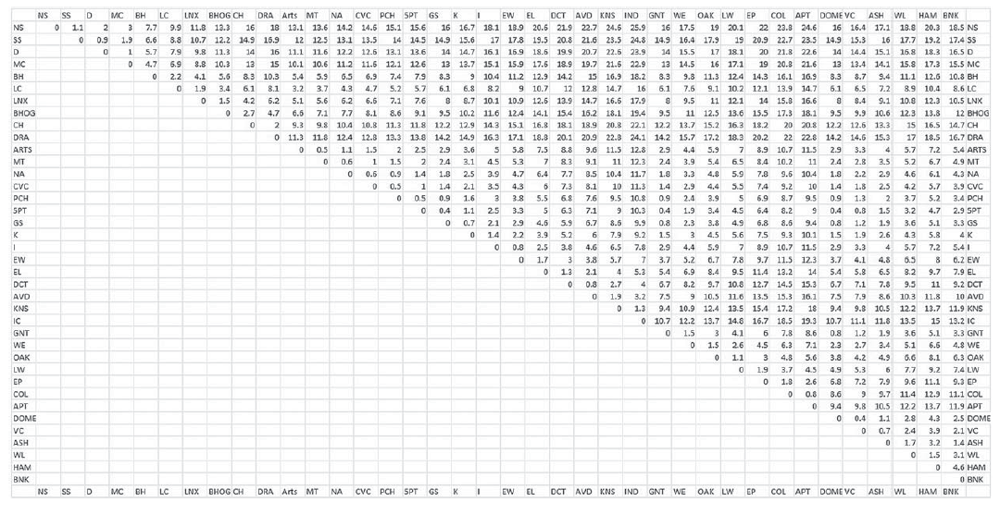 NS SS D MC BH LC LNX BHOG CH DRA Arts MT NA CVC PCH 5PT GS K I EW EL DCT AVD KNS IND GNT WE OAK LW EP COL APT DOME VC ASH WL HAM BNK
NS 0 1.1 2 3 7.7 9.9 11.8 13.3 16 18 13.1 13.6 14.2 14.6 15.1 15.6 16 16.7 18.1 18.9 20.6 21.9 22.7 24.6 25.9 16 17.5 19 20.1 22 23.8 24.6 16 16.4 17.1 18.8 20.3 18.5 NS
SS 0 0.9 1.9 6.6 8.8 10.7 12.2 14.9 16.9 12 12.5 13.1 13.5 14 14.5 14.9 15.6 17 17.8 19.5 20.8 21.6 23.5 24.8 14.9 16.4 17.9 19 20.9 22.7 23.5 14.9 15.3 16 17.7 19.2 17.4 SS
D 0 1 5.7 7.9 9.8 11.3 14 16 11.1 11.6 12.2 12.6 13.1 13.6 14 14.7 16.1 16.9 18.6 19.9 20.7 22.6 23.9 14 15.5 17 18.1 20 21.8 22.6 14 14.4 15.1 16.8 18.3 16.5 D
MC 0 4.7 6.9 8.8 10.3 13 15 10.1 10.6 11.2 11.6 12.1 12.6 13 13.7 15.1 15.9 17.6 18.9 19.7 21.6 22.9 13 14.5 16 17.1 19 20.8 21.6 13 13.4 14.1 15.8 17.3 15.5 MC
BH 0 2.2 4.1 5.6 8.3 10.3 5.4 5.9 6.5 6.9 7.4 7.9 8.3 9 10.4 11.2 12.9 14.2 15 16.9 18.2 8.3 9.8 11.3 12.4 14.3 16.1 16.9 8.3 8.7 9.4 11.1 12.6 10.8 BH
LC 0 1.9 3.4 6.1 8.1 3.2 3.7 4.3 4.7 5.2 5.7 6.1 6.8 8.2 9 10.7 12 12.8 14.7 16 6.1 7.6 9.1 10.2 12.1 13.9 14.7 6.1 6.5 7.2 8.9 10.4 8.6 LC
LNX 0 1.5 4.2 6.2 5.1 5.6 6.2 6.6 7.1 7.6 8 8.7 10.1 10.9 12.6 13.9 14.7 16.6 17.9 8 9.5 11 12.1 14 15.8 16.6 8 8.4 9.1 10.8 12.3 10.5 LNX
BHOG 0 2.7 4.7 6.6 7.1 7.7 8.1 8.6 9.1 9.5 10.2 11.6 12.4 14.1 15.4 16.2 18.1 19.4 9.5 11 12.5 13.6 15.5 17.3 18.1 9.5 9.9 10.6 12.3 13.8 12 BHOG
CH 0 2 9.3 9.8 10.4 10.8 11.3 11.8 12.2 12.9 14.3 15.1 16.8 18.1 18.9 20.8 22.1 12.2 13.7 15.2 16.3 18.2 20 20.8 12.2 12.6 13.3 15 16.5 14.7 CH
DRA 0 11.3 11.8 12.4 12.8 13.3 13.8 14.2 14.9 16.3 17.1 18.8 20.1 20.9 22.8 24.1 14.2 15.7 17.2 18.3 20.2 22 22.8 14.2 14.6 15.3 17 18.5 16.7 DRA
ARTS 0 0.5 1.1 1.5 2 2.5 2.9 3.6 5 5.8 7.5 8.8 9.6 11.5 12.8 2.9 4.4 5.9 7 8.9 10.7 11.5 2.9 3.3 4 5.7 7.2 5.4 ARTS
MT 0 0.6 1 1.5 2 2.4 3.1 4.5 5.3 7 8.3 9.1 11 12.3 2.4 3.9 5.4 6.5 8.4 10.2 11 2.4 2.8 3.5 5.2 6.7 4.9 MT
NA 0 0.6 0.9 1.4 1.8 2.5 3.9 4.7 6.4 7.7 8.5 10.4 11.7 1.8 3.3 4.8 5.9 7.8 9.6 10.4 1.8 2.2 2.9 4.6 6.1 4.3 NA
CVC 0 0.5 1 1.4 2.1 3.5 4.3 6 7.3 8.1 10 11.3 1.4 2.9 4.4 5.5 7.4 9.2 10 1.4 1.8 2.5 4.2 5.7 3.9 CVC
PCH 0 0.5 0.9 1.6 3 3.8 5.5 6.8 7.6 9.5 10.8 0.9 2.4 3.9 5 6.9 8.7 9.5 0.9 1.3 2 3.7 5.2 3.4 PCH
5PT 0 0.4 1.1 2.5 3.3 5 6.3 7.1 9 10.3 0.4 1.9 3.4 4.5 6.4 8.2 9 0.4 0.8 1.5 3.2 4.7 2.9 5PT
GS 0 0.7 2.1 2.9 4.6 5.9 6.7 8.6 9.9 0.8 2.3 3.8 4.9 6.8 8.6 9.4 0.8 1.2 1.9 3.6 5.1 3.3 GS
K 0 1.4 2.2 3.9 5.2 6 7.9 9.2 1.5 3 4.5 5.6 7.5 9.3 10.1 1.5 1.9 2.6 4.3 5.8 4 K
I 0 0.8 2.5 3.8 4.6 6.5 7.8 2.9 4.4 5.9 7 8.9 10.7 11.5 2.9 3.3 4 5.7 7.2 5.4 I
EW 0 1.7 3 3.8 5.7 7 3.7 5.2 6.7 7.8 9.7 11.5 12.3 3.7 4.1 4.8 6.5 8 6.2 EW
EL 0 1.3 2.1 4 5.3 5.4 6.9 8.4 9.5 11.4 13.2 14 5.4 5.8 6.5 8.2 9.7 7.9 EL
DCT 0 0.8 2.7 4 6.7 8.2 9.7 10.8 12.7 14.5 15.3 6.7 7.1 7.8 9.5 11 9.2 DCT
AVD 0 1.9 3.2 7.5 9 10.5 11.6 13.5 15.3 16.1 7.5 7.9 8.6 10.3 11.8 10 AVD
KNS 0 1.3 9.4 10.9 12.4 13.5 15.4 17.2 18 9.4 9.8 10.5 12.2 13.7 11.9 KNS
IC 0 10.7 12.2 13.7 14.8 16.7 18.5 19.3 10.7 11.1 11.8 13.5 15 13.2 IC
GNT 0 1.5 3 4.1 6 7.8 8.6 0.8 1.2 1.9 3.6 5.1 3.3 GNT
WE 0 1.5 2.6 4.5 6.3 7.1 2.3 2.7 3.4 5.1 6.6 4.8 WE
OAK 0 1.1 3 4.8 5.6 3.8 4.2 4.9 6.6 8.1 6.3 OAK
LW 0 1.9 3.7 4.5 4.9 5.3 6 7.7 9.2 7.4 LW
EP 0 1.8 2.6 6.8 7.2 7.9 9.6 11.1 9.3 EP
COL 0 0.8 8.6 9 9.7 11.4 12.9 11.1 COL
APT 0 9.4 9.8 10.5 12.2 13.7 11.9 APT
DOME 0 0.4 1.1 2.8 4.3 2.5 DOME
VC 0 0.7 2.4 3.9 2.1 VC
ASH 0 1.7 3.2 1.4 ASH
WL 0 1.5 3.1 WL
HAM 0 4.6 HAM
BNK 0 BNK
NS SS D MC BH LC LNX BHOG CH DRA Arts MT NA CVC PCH 5PT GS K I EW EL DCT AVD KNS IND GNT WE OAK LW EP COL APT DOME VC ASH WL HAM BNK